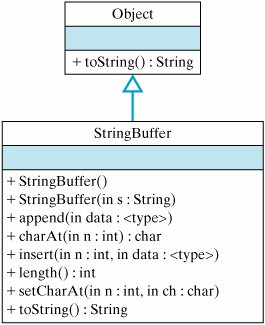 Object
+ toString() : String
StringBuffer
+ StringBuffer()
+ StringBuffer(in s : String)
+ append(in data : <type>)
+ charAt(in n : int) : char
+ insert(in n : int, in data : <type>)
+ length() : int
+ setCharAt(in n : int, in ch : char)
+ toString() : String